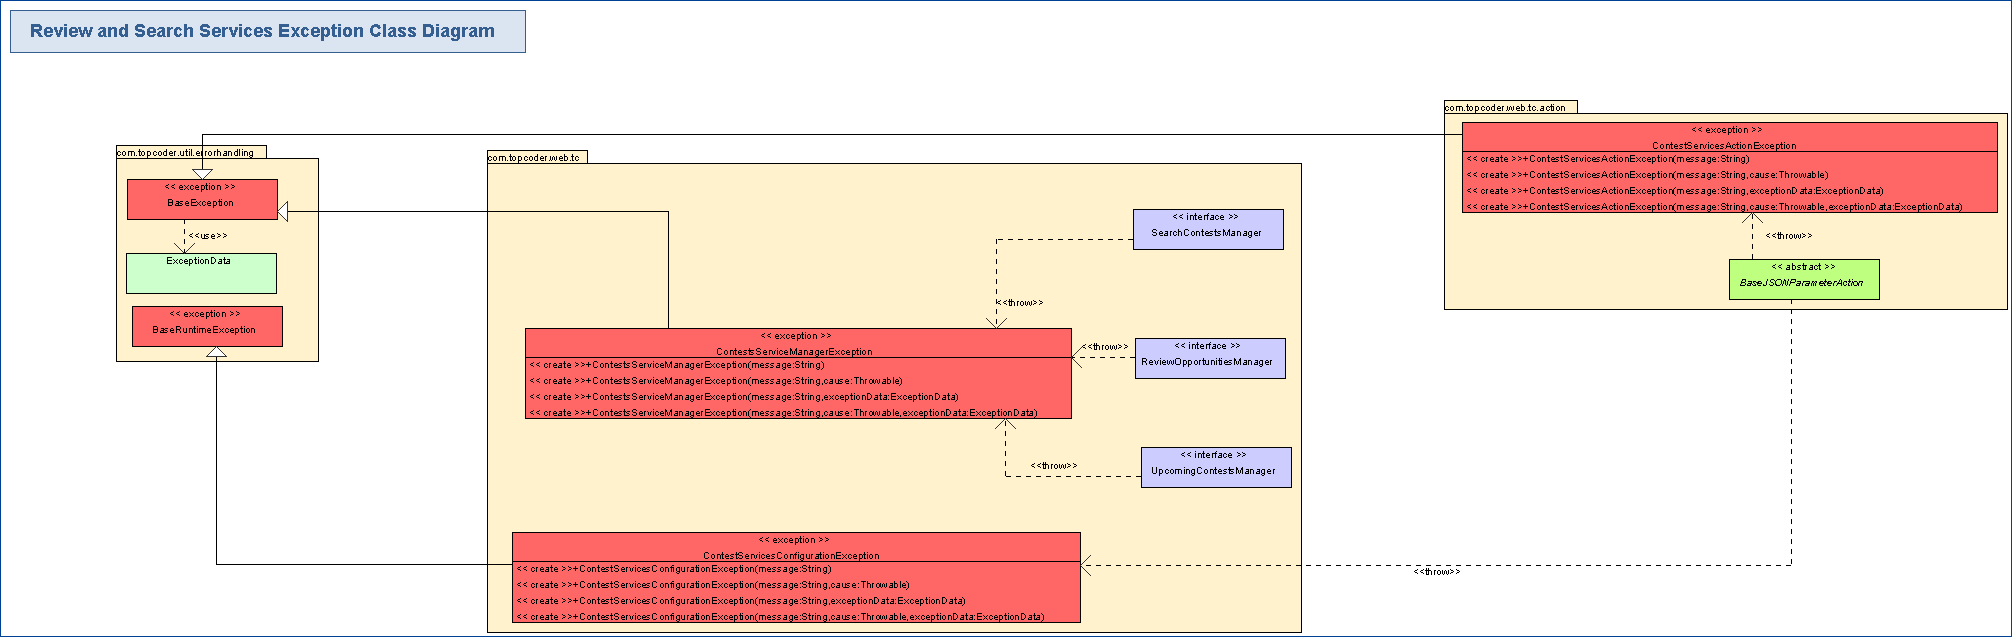 Review and Search Services Exception Class Diagram
com.topcoder.util.errorhandling
<< exception >>
BaseException
<<use>>
ExceptionData
<< exception >>
BaseRuntimeException
com.topcoder.web.tc
<< interface >>
SearchContestsManager
<<throw>>
<< exception >>
ContestsServiceManagerException
<< create >>+ContestsServiceManagerException(message:String)
<< create >>+ContestsServiceManagerException(message:String,cause:Throwable)
<< create >>+ContestsServiceManagerException(message:String,exceptionData:ExceptionData)
<< create >>+ContestsServiceManagerException(message:String,cause:Throwable,exceptionData:ExceptionData)
<<throw>>
<< interface >>
ReviewOpportunitiesManager
<<throw>>
<< interface >>
UpcomingContestsManager
<< exception >>
ContestServicesConfigurationException
<< create >>+ContestServicesConfigurationException(message:String)
<< create >>+ContestServicesConfigurationException(message:String,cause:Throwable)
<< create >>+ContestServicesConfigurationException(message:String,exceptionData:ExceptionData)
<< create >>+ContestServicesConfigurationException(message:String,cause:Throwable,exceptionData:ExceptionData)
com.topcoder.web.tc.action
<< exception >>
ContestServicesActionException
<< create >>+ContestServicesActionException(message:String)
<< create >>+ContestServicesActionException(message:String,cause:Throwable)
<< create >>+ContestServicesActionException(message:String,exceptionData:ExceptionData)
<< create >>+ContestServicesActionException(message:String,cause:Throwable,exceptionData:ExceptionData)
<<throw>>
<< abstract >>
BaseJSONParameterAction
<<throw>>